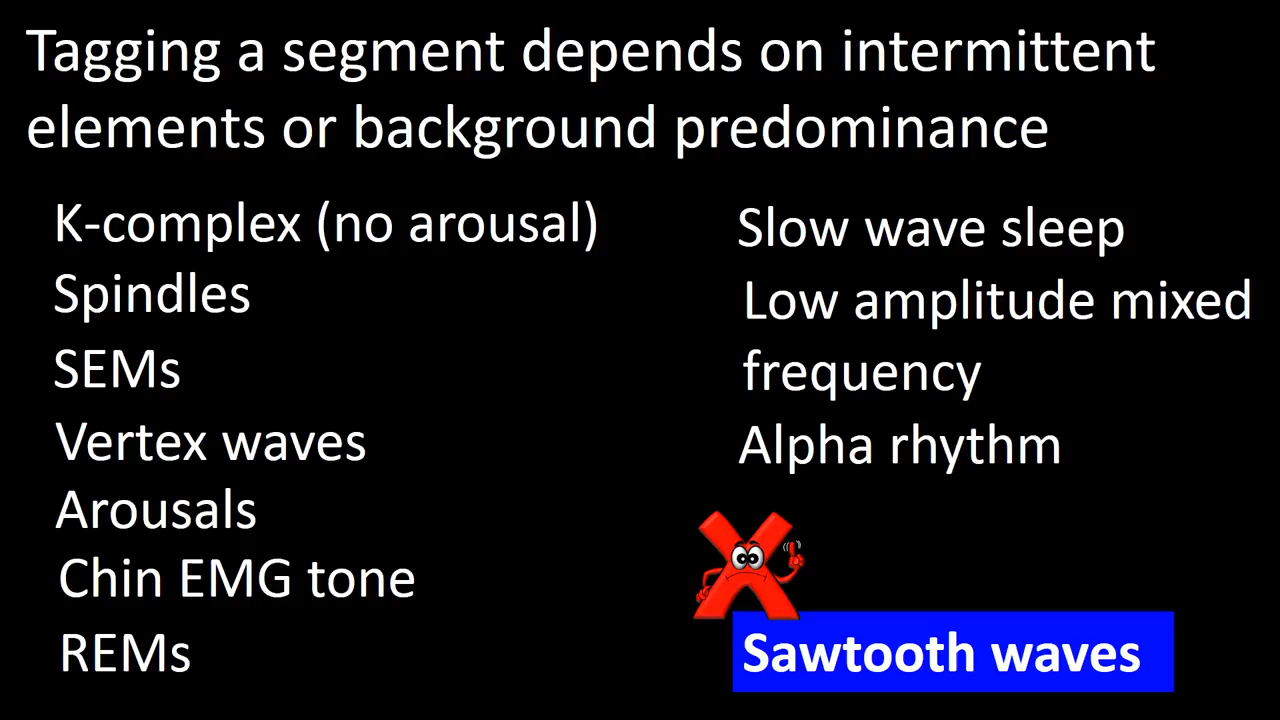 Tagging a segment depends on intermittent
elements or background predominance
K-complex (no arousal)
Spindles
SEMs
Vertex waves
Arousals
Chin EMG tone
REMs
Slow wave sleep
Low amplitude mixed
frequency
Alpha rhythm
Sawtooth waves